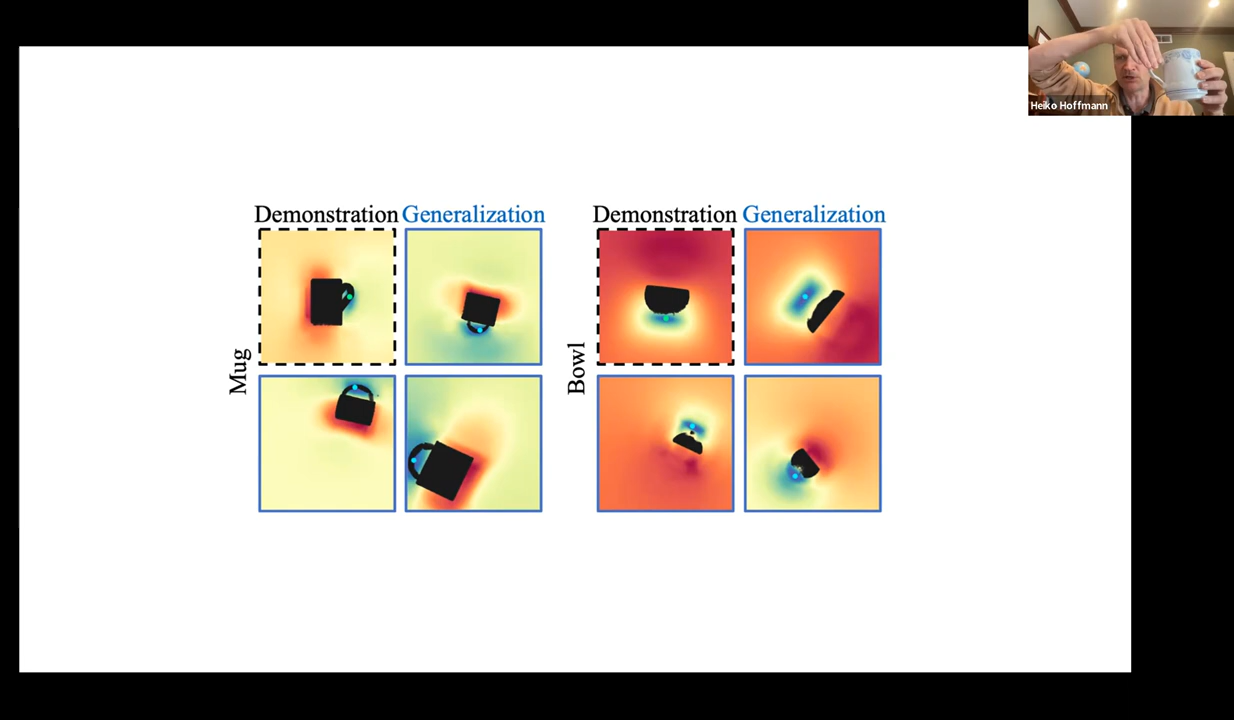 Heiko Hoffmann
Demonstration Generalization
Mug
Demonstration Generalization
Bowl